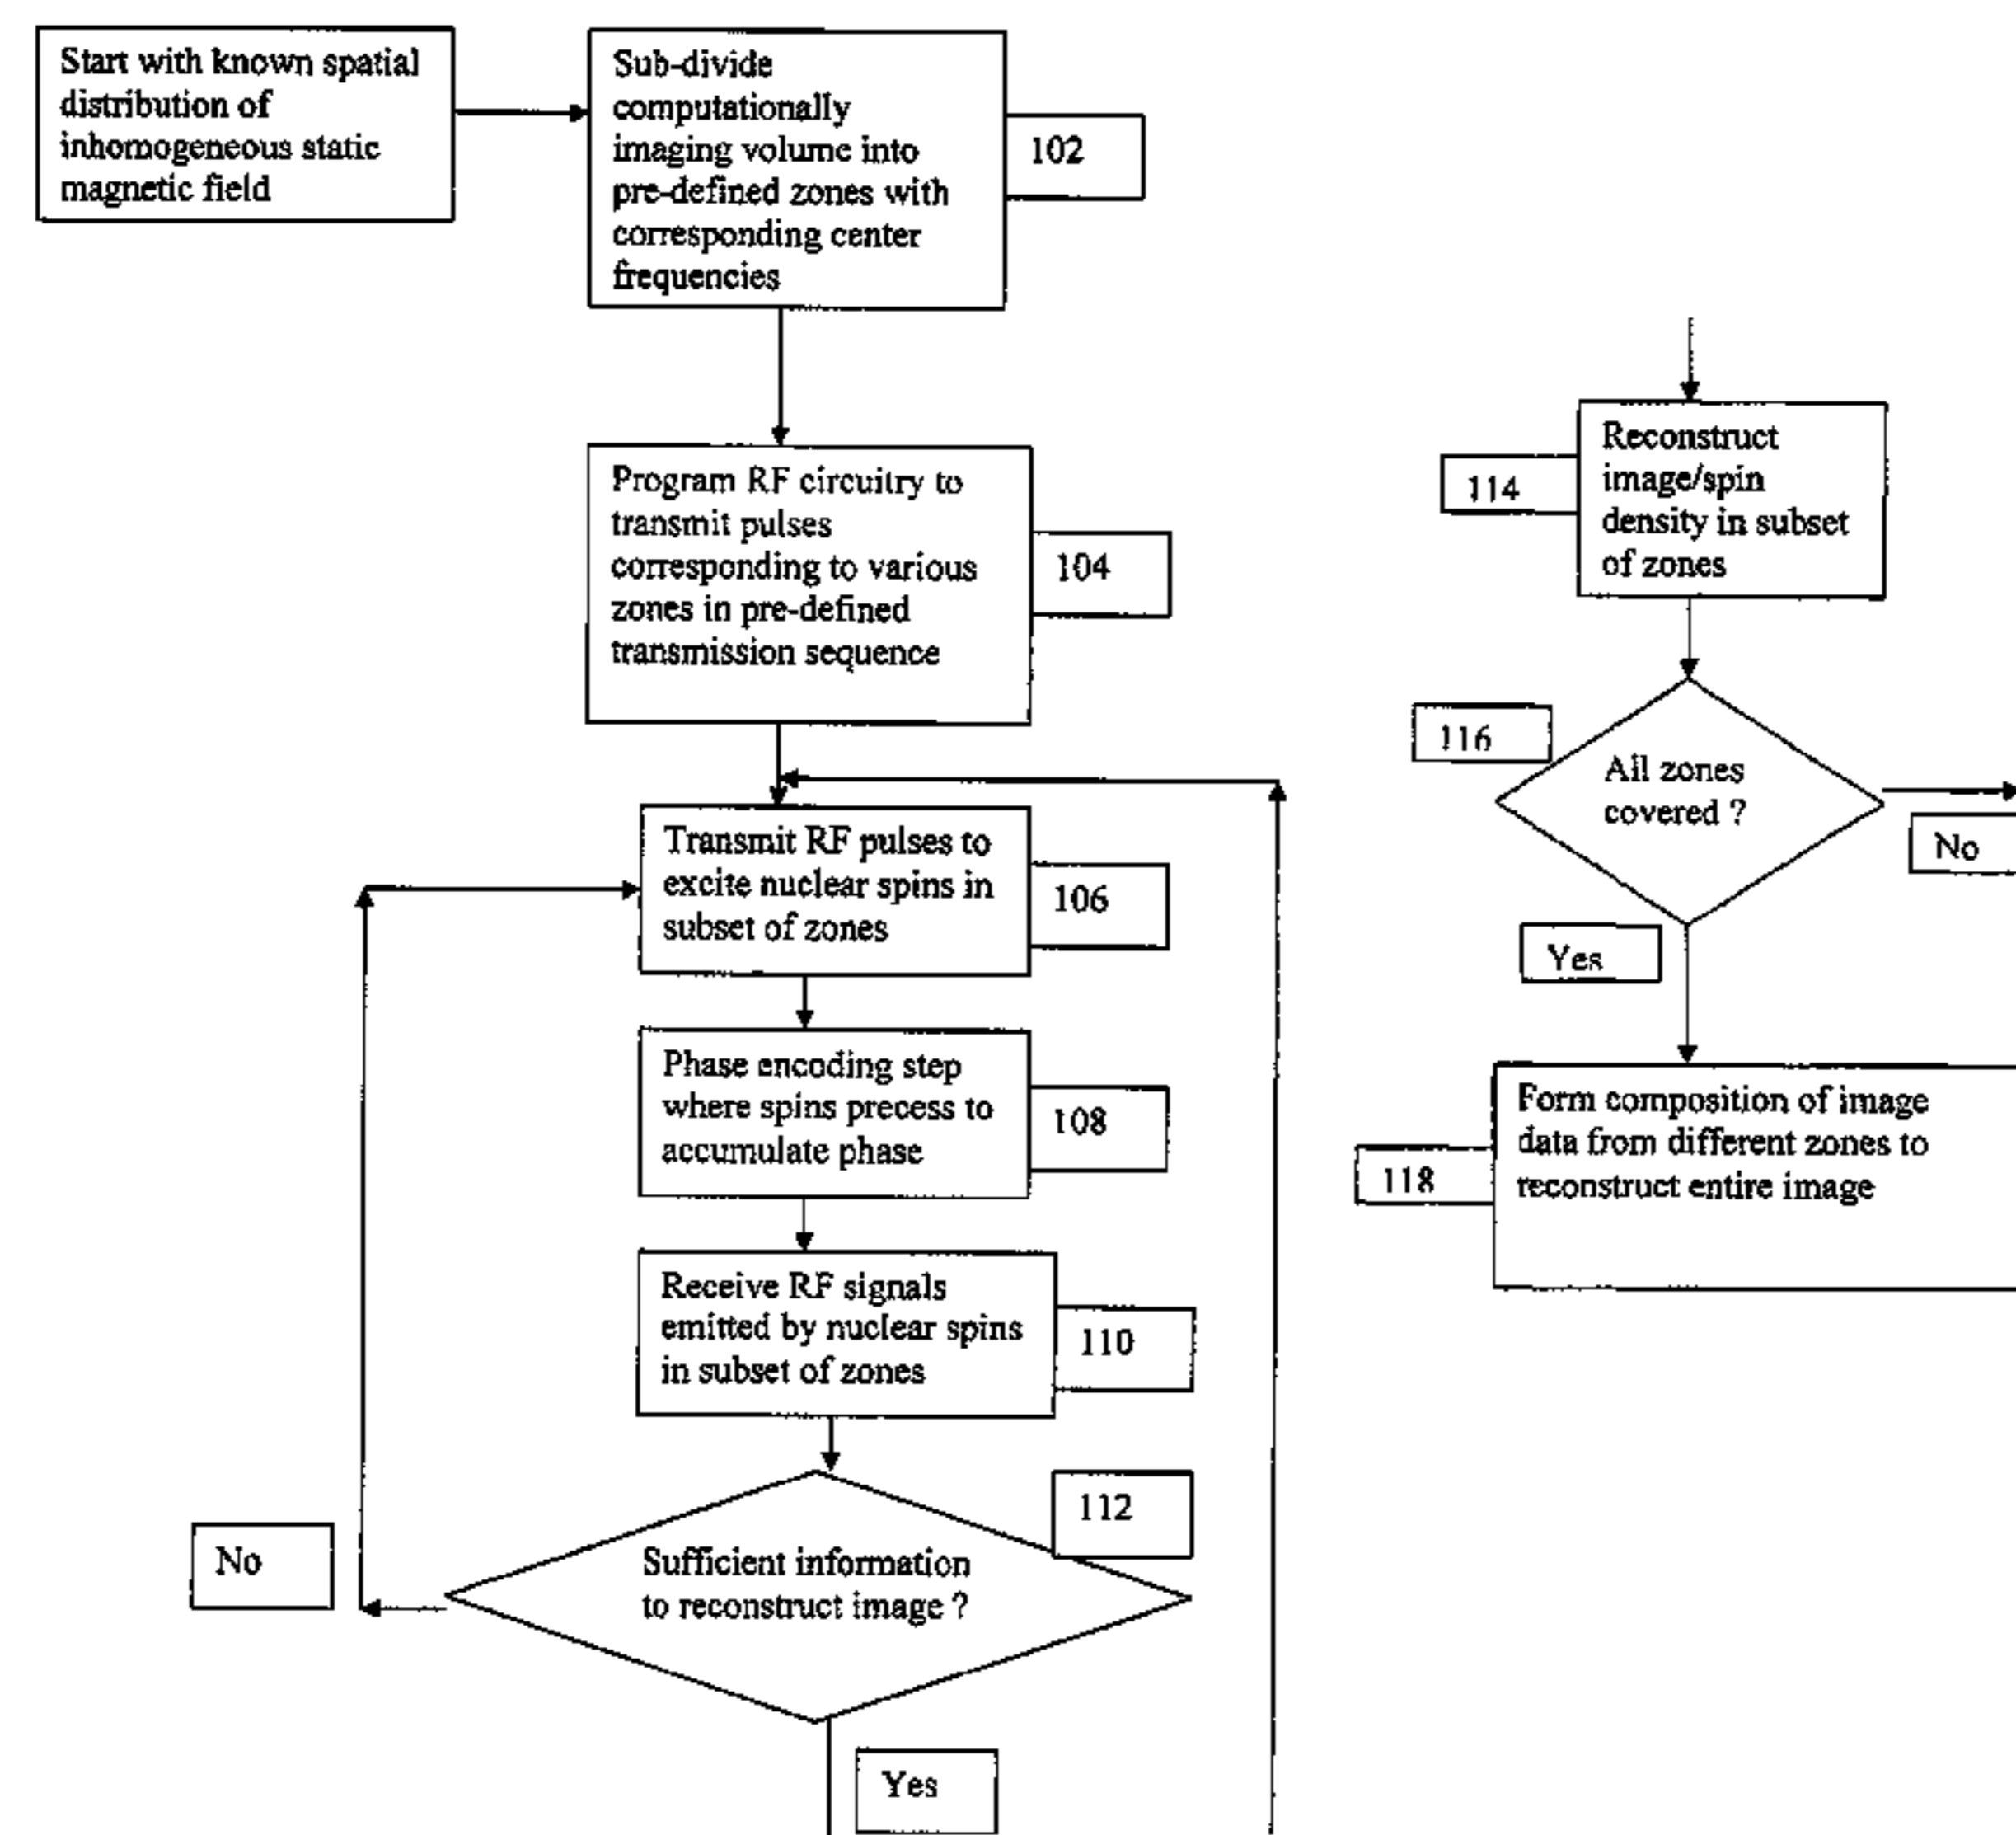 Start with known spatial
distribution of
inhomogeneous static
magnetic field
Sub-divide
computationally
imaging volume into
pre-defined zones with
corresponding center
frequencies
102
Program RF circuitry to
transmit pulses
corresponding to various
zones in pre-defined
transmission sequence
104
Transmit RF pulses to
excite nuclear spins in
subset of zones
106
Phase encoding step
where spins precess to
accumulate phase
108
Receive RF signals
emitted by nuclear spins
in subset of zones
110
112
Sufficient information
to reconstruct image ?
No
Yes
Reconstruct
image/spin
density in subset
of zones
114
116
All zones
covered ?
No
Yes
Form composition of image
data from different zones to
reconstruct entire image
118